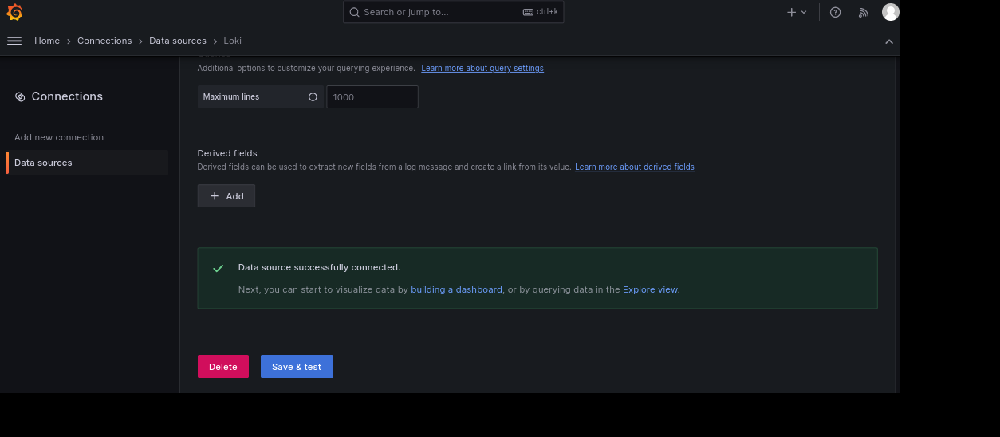 Search or jump to...
ctrl+k
Home
Connections
Data sources
Loki
Connections
Add new connection
Data sources
Additional options to customize your querying experience. Learn more about query settings
Maximum lines
1000
Derived fields
Derived fields can be used to extract new fields from a log message and create a link from its value. Learn more about derived fields
Add
Data source successfully connected.
Next, you can start to visualize data by building a dashboard, or by querying data in the Explore view.
Delete
Save & test